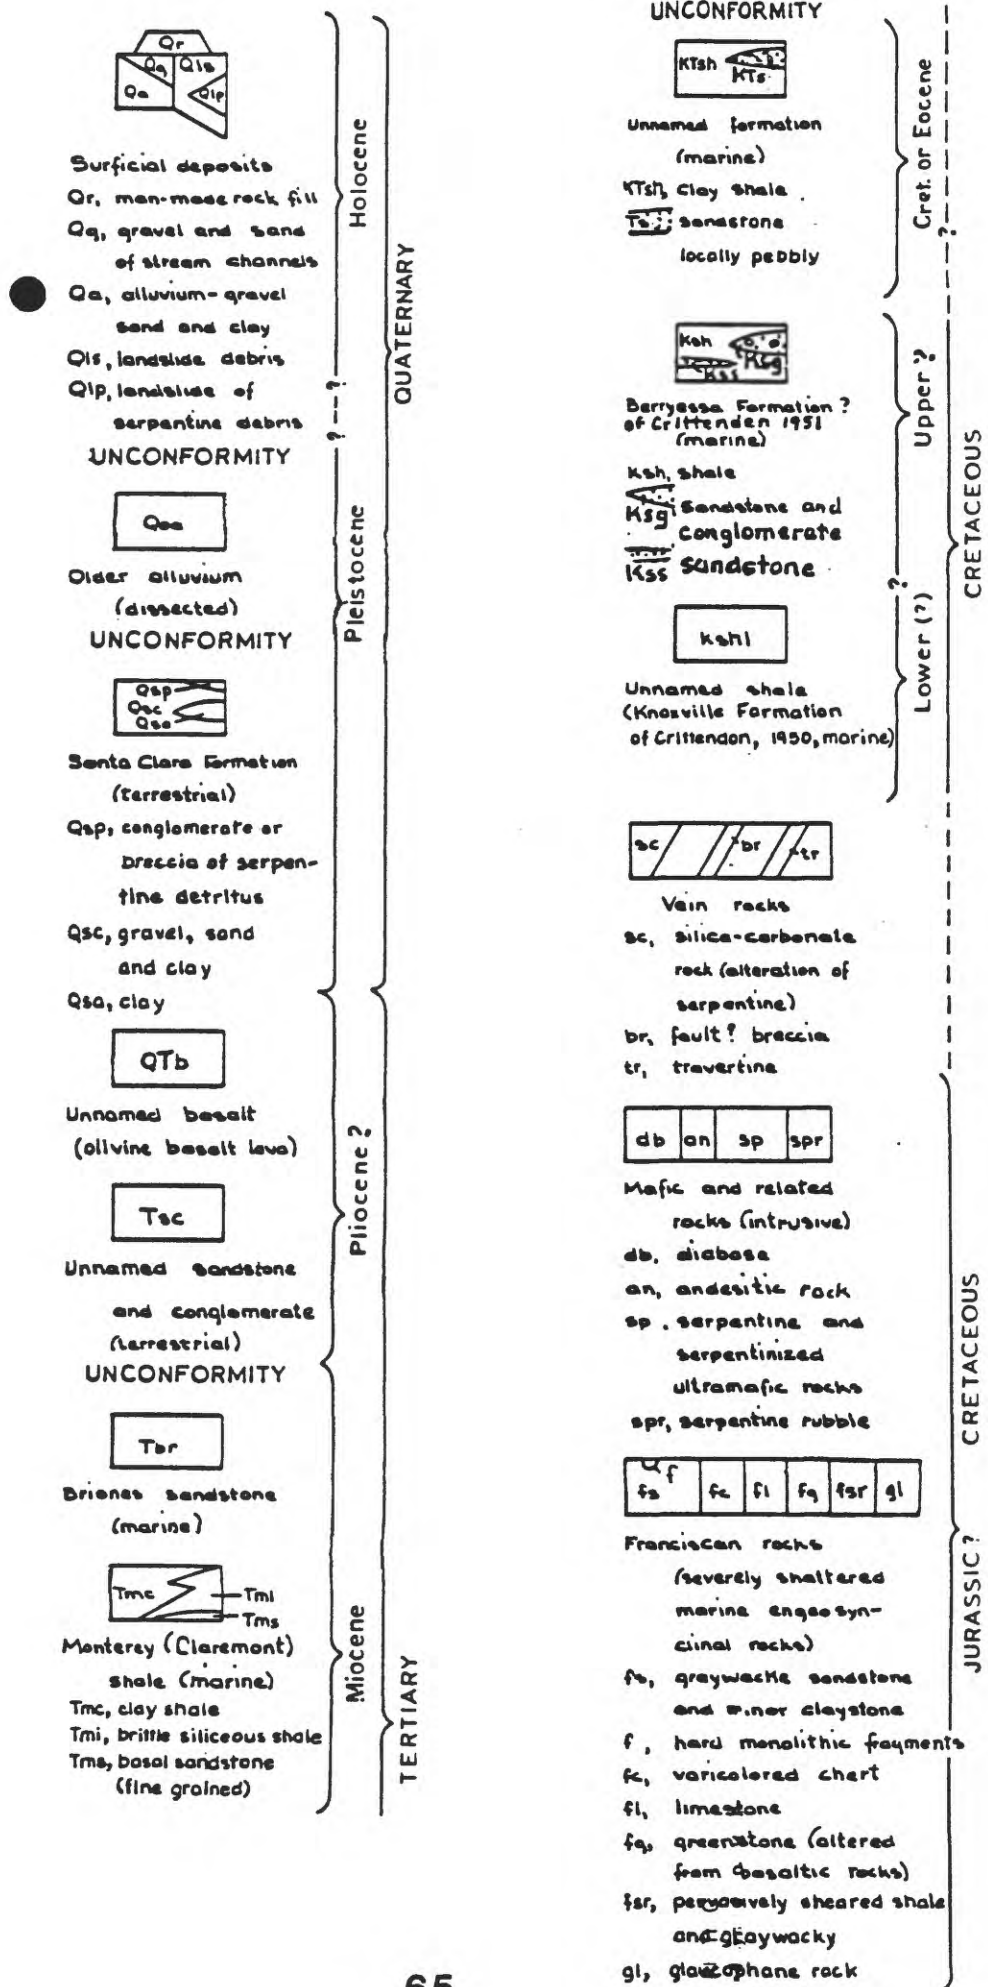 Qr
Qg Qls
Qa Qlp
Surficial deposits
Qr, man-made rock fill
Qg, gravel and sand
of stream channels
Qa, alluvium-gravel
sand and clay
Qls, landslide debris
Qlp, landslide of
serpentine debris
UNCONFORMITY
Qoa
Older alluvium
(dissected)
UNCONFORMITY
Qsp
Qsc
Qsa
Santa Clara Formation
(terrestrial)
Qsp, conglomerate or
breccia of serpen-
tine detritus
Qsc, gravel, sand
and clay
Qsa, clay
QTb
Unnamed basalt
(olivine basalt lava)
Tsc
Unnamed sandstone
and conglomerate
(terrestrial)
UNCONFORMITY
Tbr
Briones sandstone
(marine)
Tmc Tmi
Tms
Monterey (Claremont)
shale (marine)
Tmc, clay shale
Tmi, brittle siliceous shale
Tms, basal sandstone
(fine grained)
Holocene
? --- ?
Pleistocene
Pliocene ?
Miocene
QUATERNARY
TERTIARY
UNCONFORMITY
KTsh KTs
Unnamed formation
(marine)
KTsh, clay shale
Ts sandstone
locally pebbly
Ksh Ksg
Kss
Berryessa Formation ?
of Crittenden 1951
(marine)
Ksh, shale
Ksg sandstone and
conglomerate
Kss sandstone
Kshl
Unnamed shale
(Knoxville Formation
of Crittendon, 1950, marine)
sc br tr
Vein rocks
sc, silica-carbonate
rock (alteration of
serpentine)
br, fault? breccia
tr, travertine
db an sp spr
Mafic and related
rocks (intrusive)
db, diabase
an, andesitic rock
sp, serpentine and
serpentinized
ultramafic rocks
spr, serpentine rubble
f
fs fc fl fg fsr gl
Franciscan rocks
(severely shattered
marine engeosyn-
clinal rocks)
fs, graywacke sandstone
and minor claystone
f, hard monolithic fragments
fc, varicolored chert
fl, limestone
fg, greenstone (altered
from basaltic rocks)
fsr, pervasively sheared shale
and graywacky
gl, glaucophane rock
Cret. or Eocene
?
?
Upper ?
?
Lower (?)
CRETACEOUS
CRETACEOUS
JURASSIC ?
65